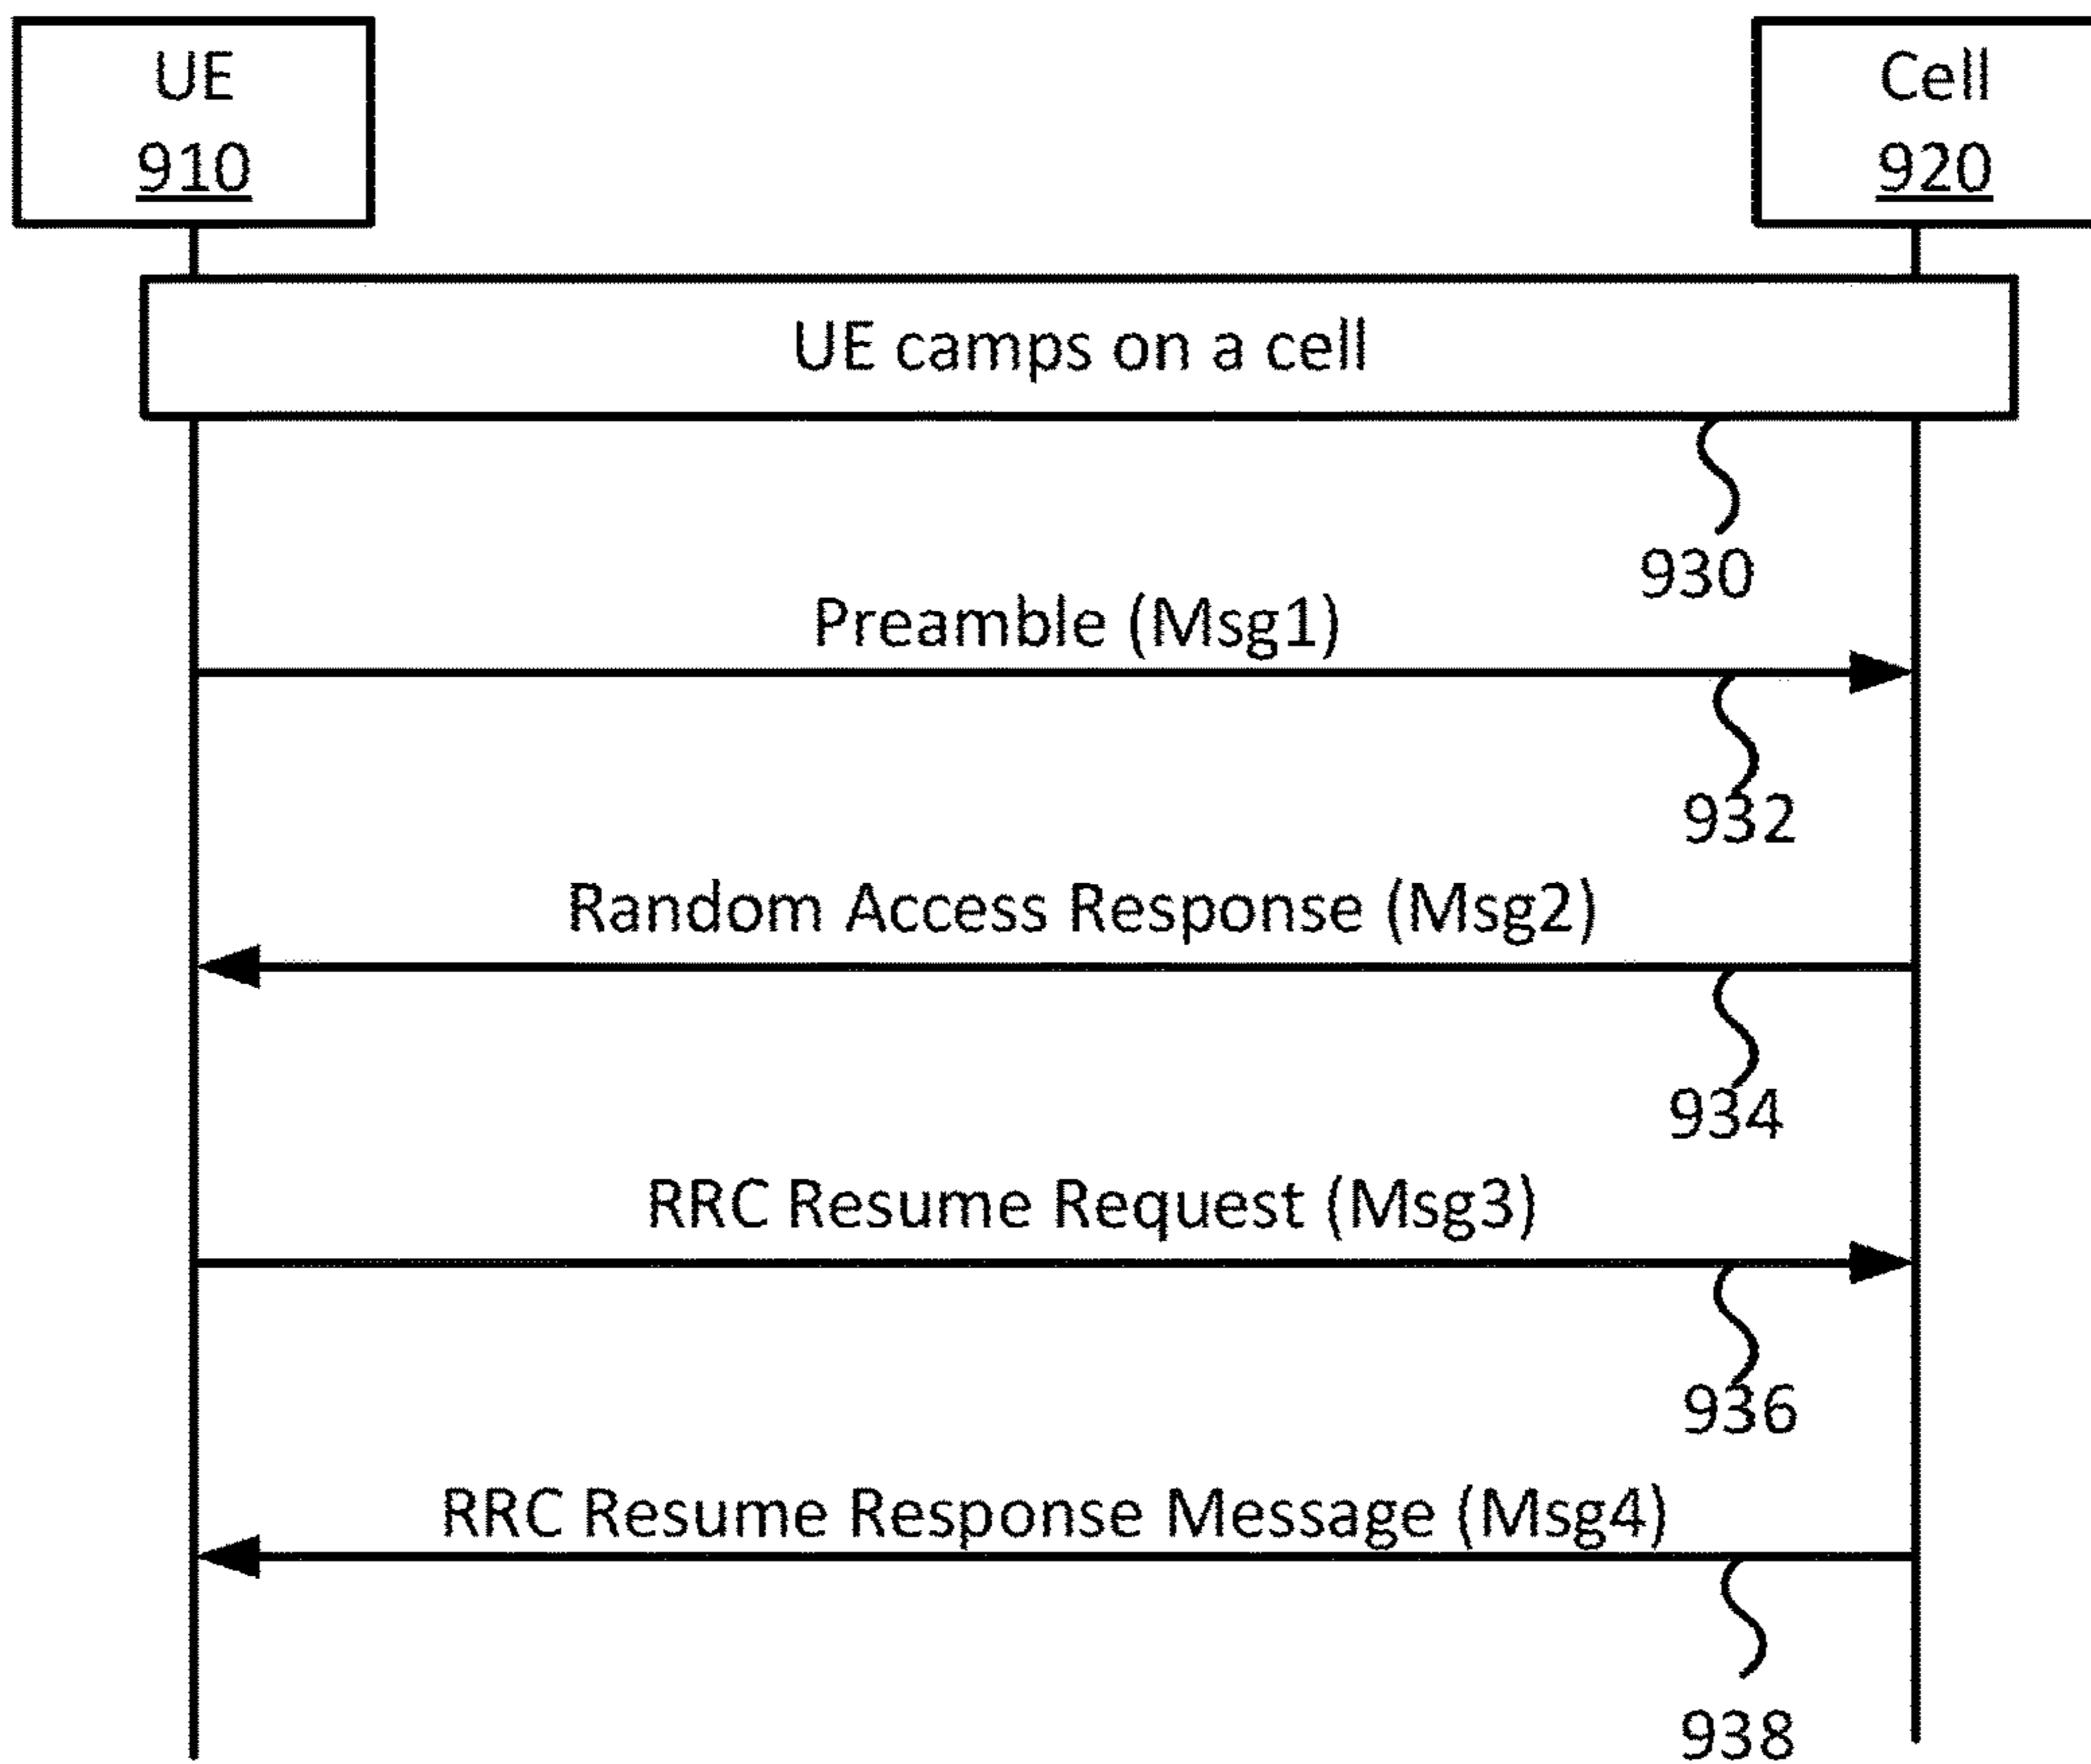 UE
910
Cell
920
UE camps on a cell
930
Preamble (Msg1)
932
Random Access Response (Msg2)
934
RRC Resume Request (Msg3)
936
RRC Resume Response Message (Msg4)
938